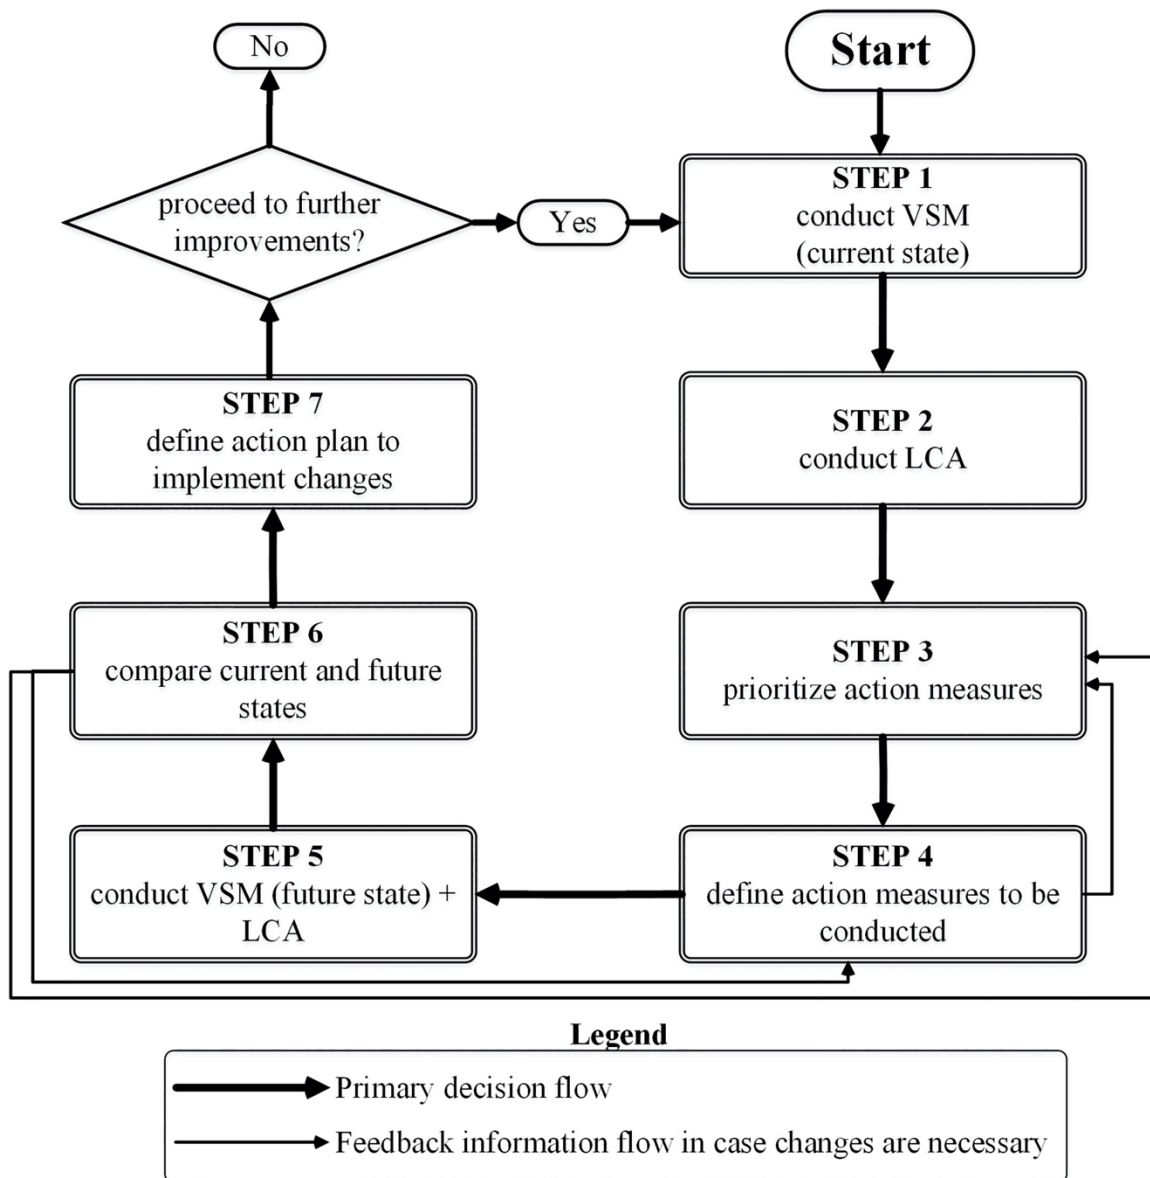 Start
STEP 1
conduct VSM
(current state)
STEP 2
conduct LCA
STEP 3
prioritize action measures
STEP 4
define action measures to be
conducted
STEP 5
conduct VSM (future state) +
LCA
STEP 6
compare current and future
states
STEP 7
define action plan to
implement changes
proceed to further
improvements?
Yes
No
Legend
Primary decision flow
Feedback information flow in case changes are necessary